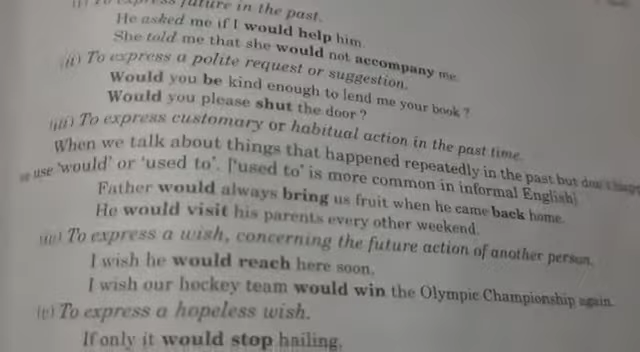 (i) To express future in the past.
He asked me if I would help him.
She told me that she would not accompany me.
(ii) To express a polite request or suggestion.
Would you be kind enough to lend me your book?
Would you please shut the door?
(iii) To express customary or habitual action in the past time.
When we talk about things that happened repeatedly in the past but don't
use 'would' or 'used to'. ['used to' is more common in informal English]
Father would always bring us fruit when he came back home.
He would visit his parents every other weekend.
(iv) To express a wish, concerning the future action of another person.
I wish he would reach here soon.
I wish our hockey team would win the Olympic Championship again.
(v) To express a hopeless wish.
If only it would stop hailing.